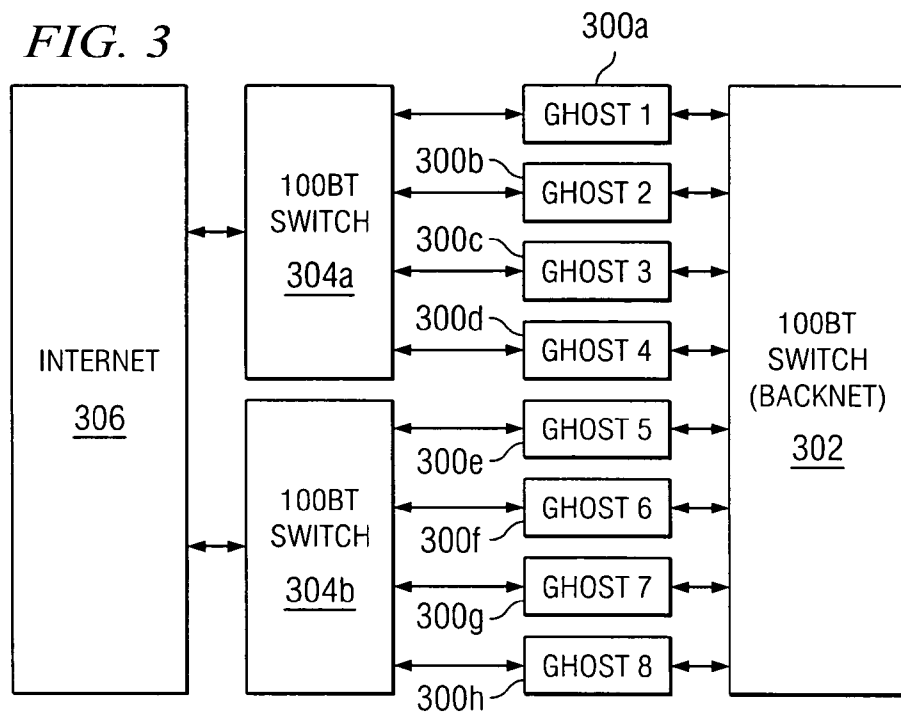 FIG. 3
300a
GHOST 1
300b
GHOST 2
300c
GHOST 3
300d
GHOST 4
GHOST 5
300e
GHOST 6
300f
GHOST 7
300g
GHOST 8
300h
100BT
SWITCH
304a
100BT
SWITCH
304b
INTERNET
306
100BT
SWITCH
(BACKNET)
302